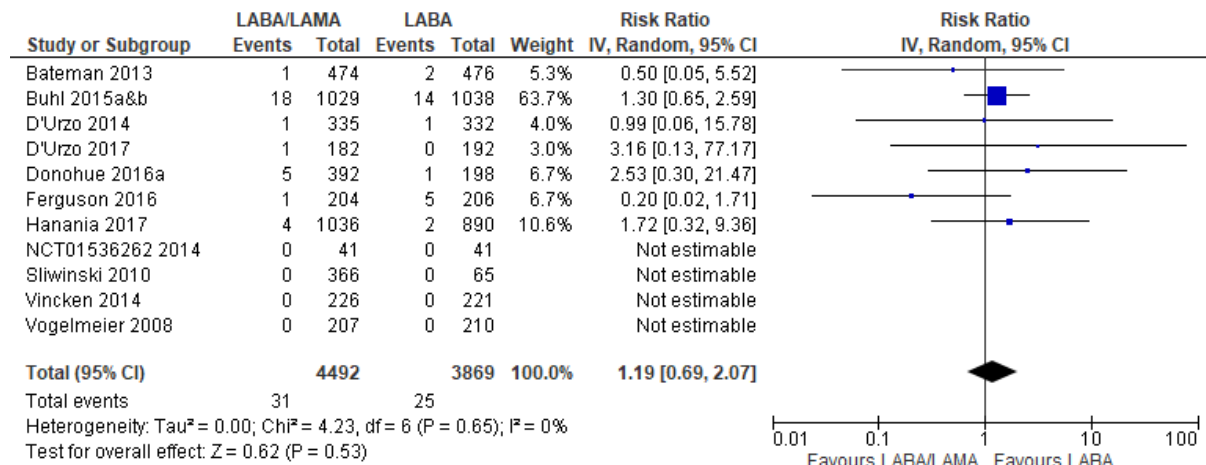 LABA/LAMA LABA Risk Ratio Risk Ratio
Study or Subgroup Events Total Events Total Weight IV, Random, 95% CI IV, Random, 95% CI
Bateman 2013 1 474 2 476 5.3% 0.50 [0.05, 5.52]
Buhl 2015a&b 18 1029 14 1038 63.7% 1.30 [0.65, 2.59]
D'Urzo 2014 1 335 1 332 4.0% 0.99 [0.06, 15.78]
D'Urzo 2017 1 182 0 192 3.0% 3.16 [0.13, 77.17]
Donohue 2016a 5 392 1 198 6.7% 2.53 [0.30, 21.47]
Ferguson 2016 1 204 5 206 6.7% 0.20 [0.02, 1.71]
Hanania 2017 4 1036 2 890 10.6% 1.72 [0.32, 9.36]
NCT01536262 2014 0 41 0 41 Not estimable
Sliwinski 2010 0 366 0 65 Not estimable
Vincken 2014 0 226 0 221 Not estimable
Vogelmeier 2008 0 207 0 210 Not estimable
Total (95% CI) 4492 3869 100.0% 1.19 [0.69, 2.07]
Total events 31 25
Heterogeneity: Tau² = 0.00; Chi² = 4.23, df = 6 (P = 0.65); I² = 0%
Test for overall effect: Z = 0.62 (P = 0.53)
0.01 0.1 1 10 100
Favours LABA/LAMA Favours LABA